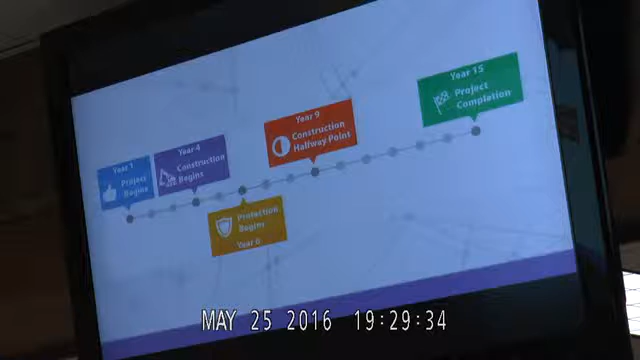 Year 1
Project
Begins
Year 4
Construction
Begins
Protection
Begins
Year 6
Year 9
Construction
Halfway Point
Year 15
Project
Completion
MAY 25 2016 19:29:34